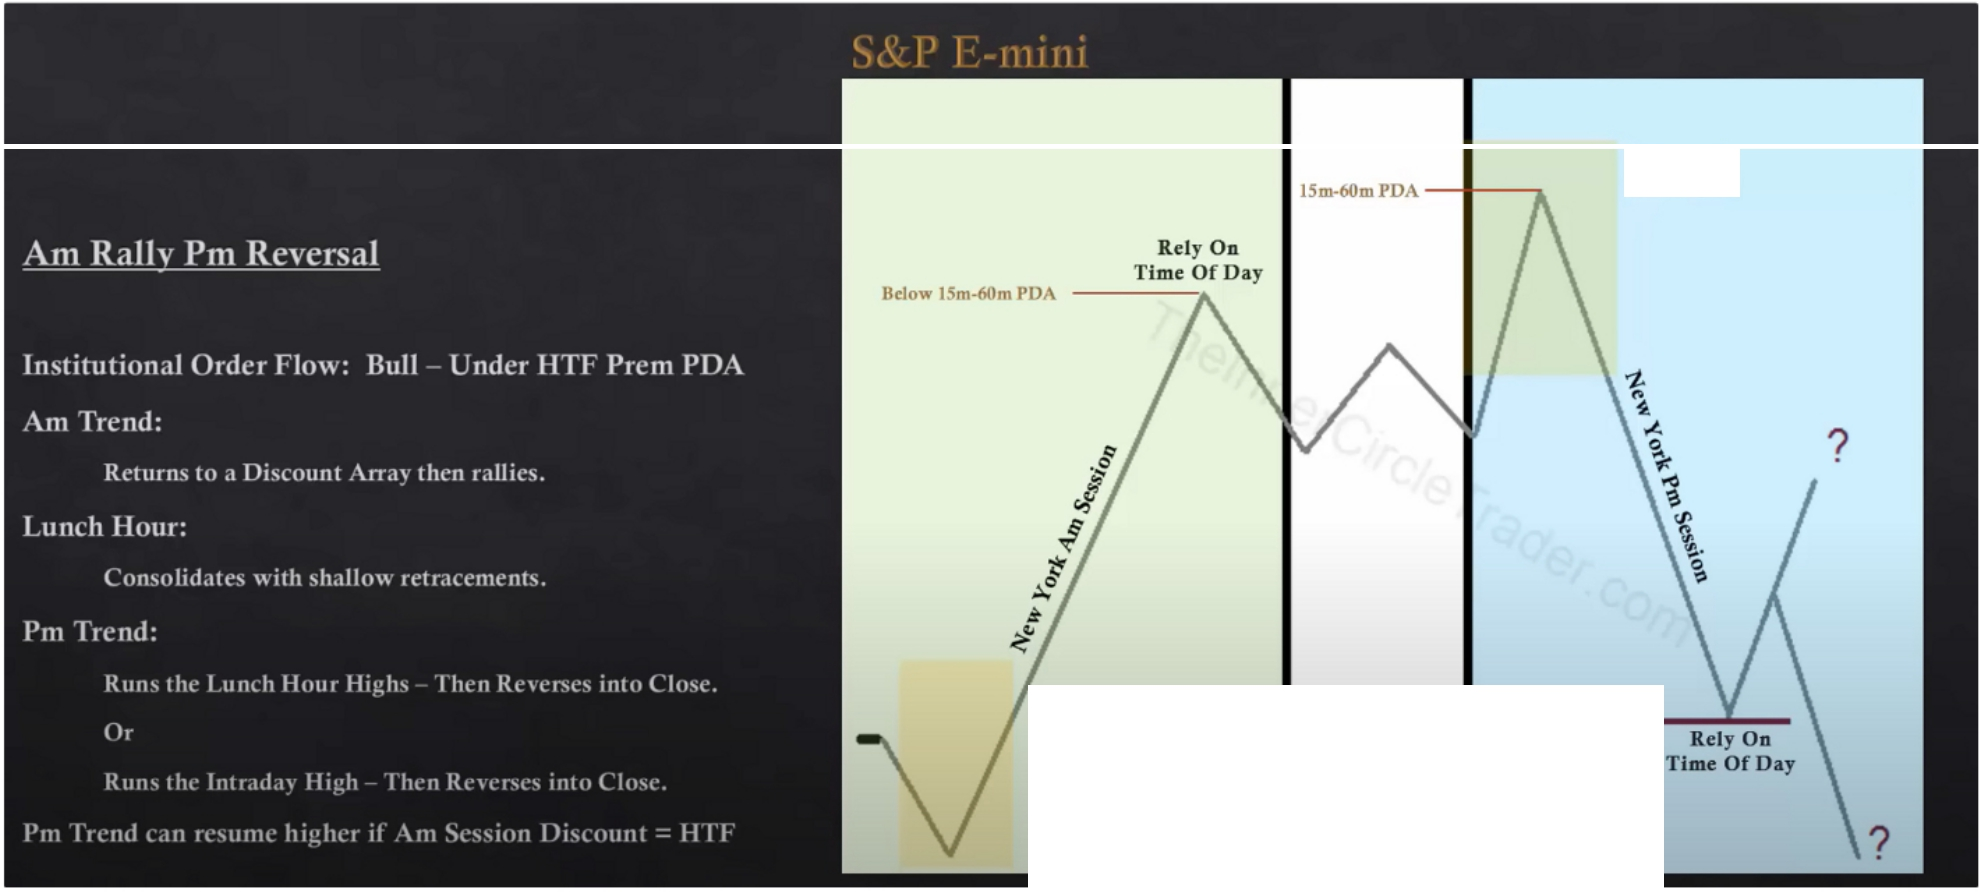 S&P E-mini
Am Rally Pm Reversal
Institutional Order Flow:  Bull – Under HTF Prem PDA
Am Trend:
Returns to a Discount Array then rallies.
Lunch Hour:
Consolidates with shallow retracements.
Pm Trend:
Runs the Lunch Hour Highs – Then Reverses into Close.
Or
Runs the Intraday High – Then Reverses into Close.
Pm Trend can resume higher if Am Session Discount = HTF
15m-60m PDA
Rely On
Time Of Day
Below 15m-60m PDA
New York Am Session
New York Pm Session
TheInnerCircleTrader.com
?
Rely On
Time Of Day
?